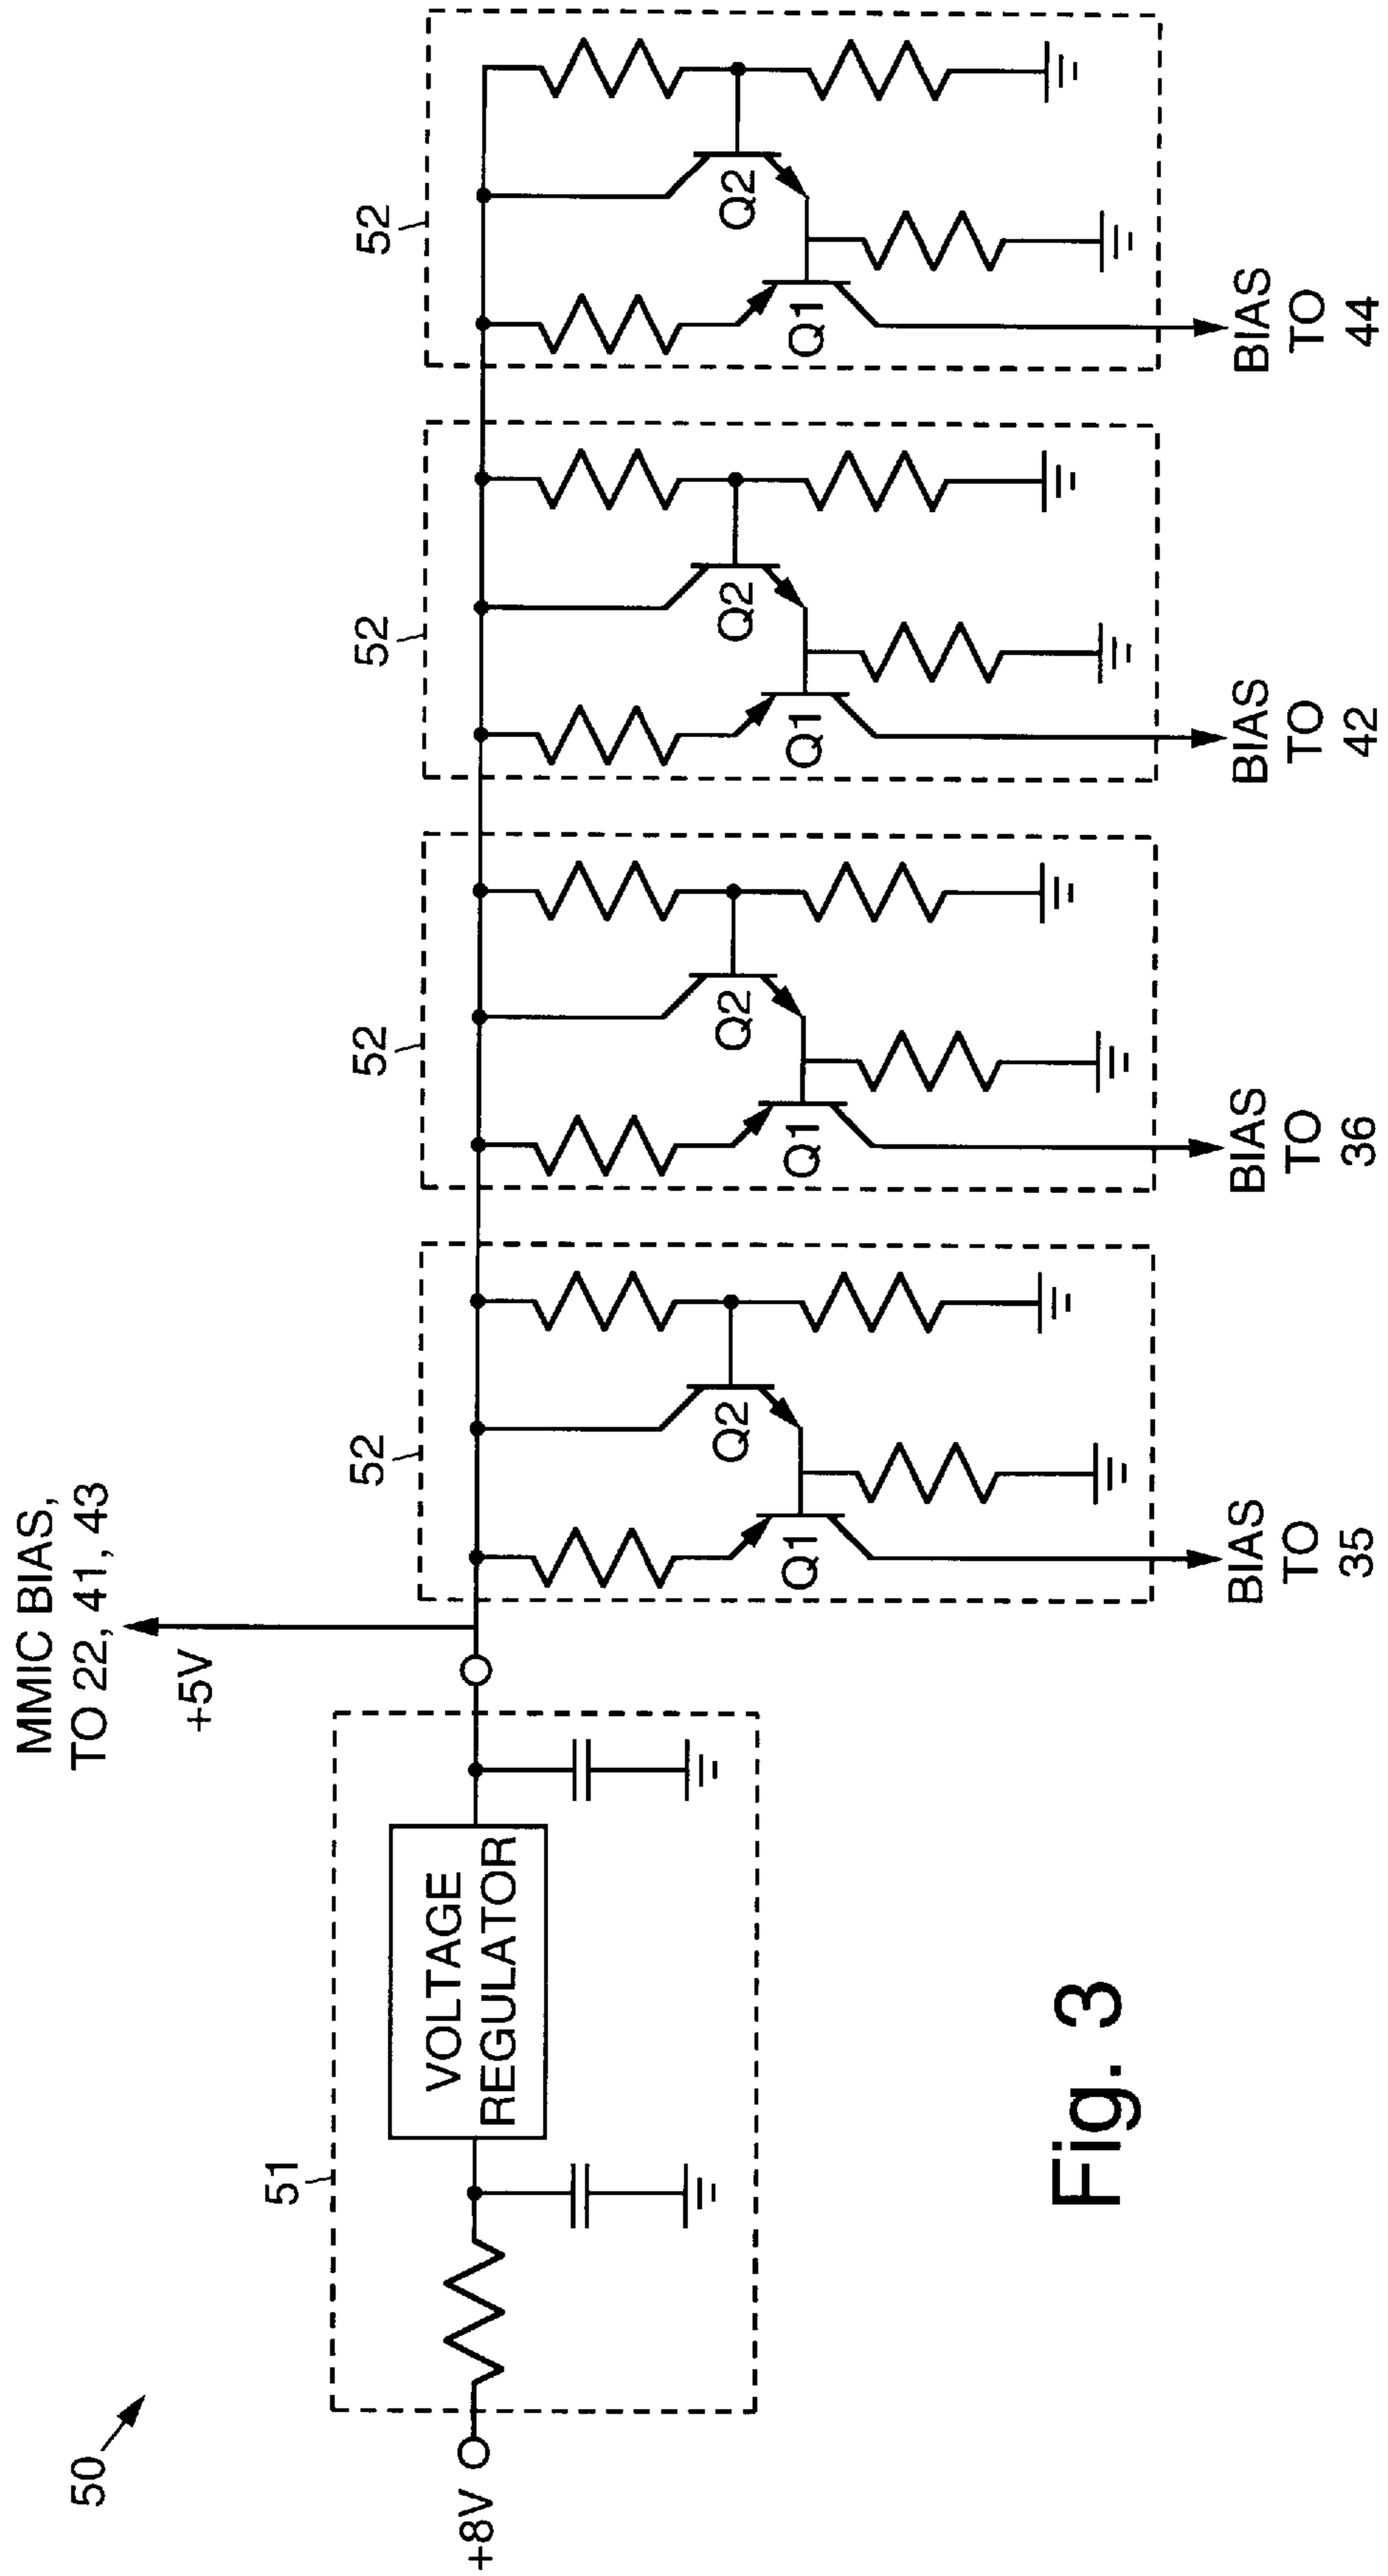 50
+8V
51
VOLTAGE
REGULATOR
MMIC BIAS,
TO 22, 41, 43
+5V
52
Q1
Q2
BIAS
TO
35
52
Q1
Q2
BIAS
TO
36
52
Q1
Q2
BIAS
TO
42
52
Q1
Q2
BIAS
TO
44
Fig. 3